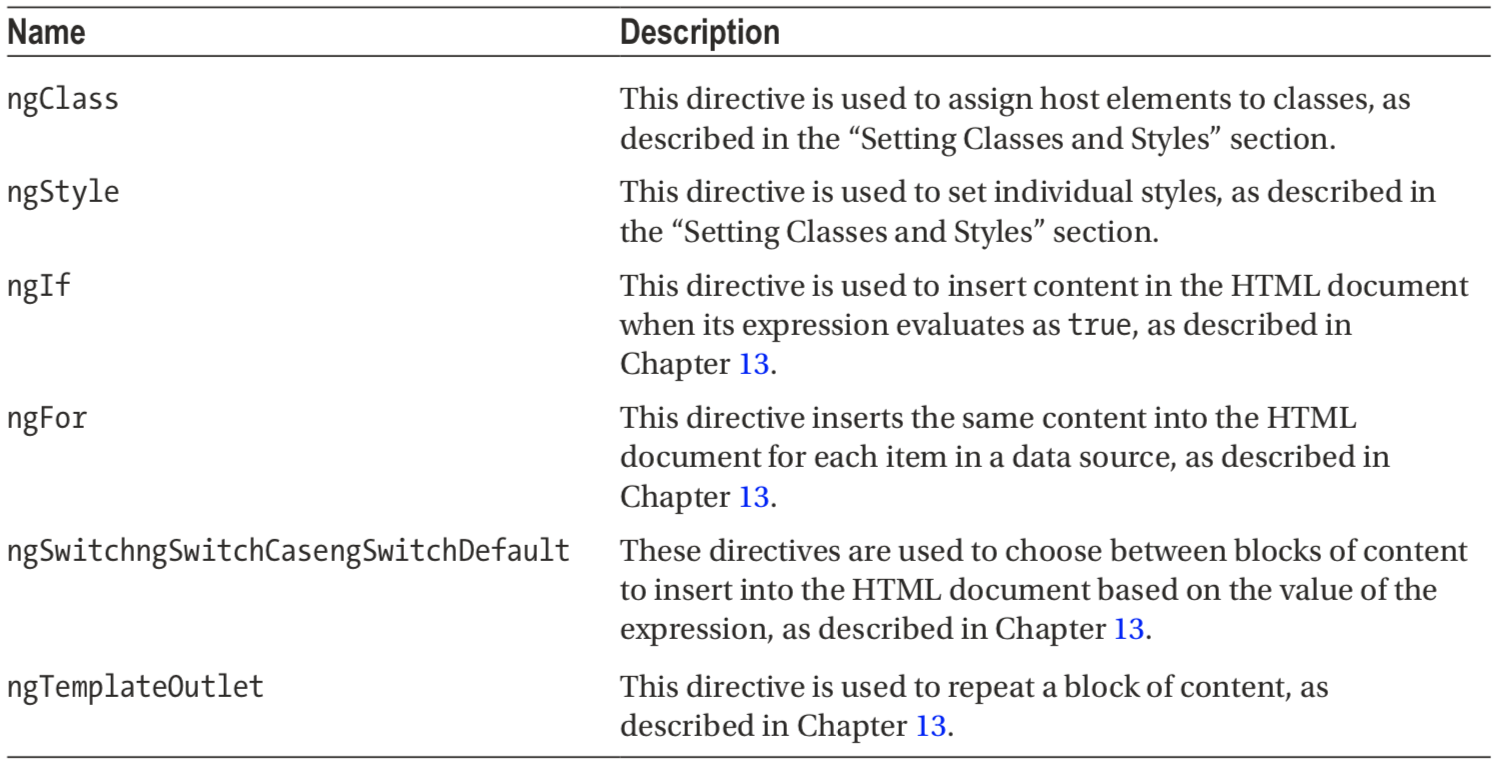 Name Description
ngClass This directive is used to assign host elements to classes, as
described in the “Setting Classes and Styles” section.
ngStyle This directive is used to set individual styles, as described in
the “Setting Classes and Styles” section.
ngIf This directive is used to insert content in the HTML document
when its expression evaluates as true, as described in
Chapter 13.
ngFor This directive inserts the same content into the HTML
document for each item in a data source, as described in
Chapter 13.
ngSwitchngSwitchCasengSwitchDefault These directives are used to choose between blocks of content
to insert into the HTML document based on the value of the
expression, as described in Chapter 13.
ngTemplateOutlet This directive is used to repeat a block of content, as
described in Chapter 13.